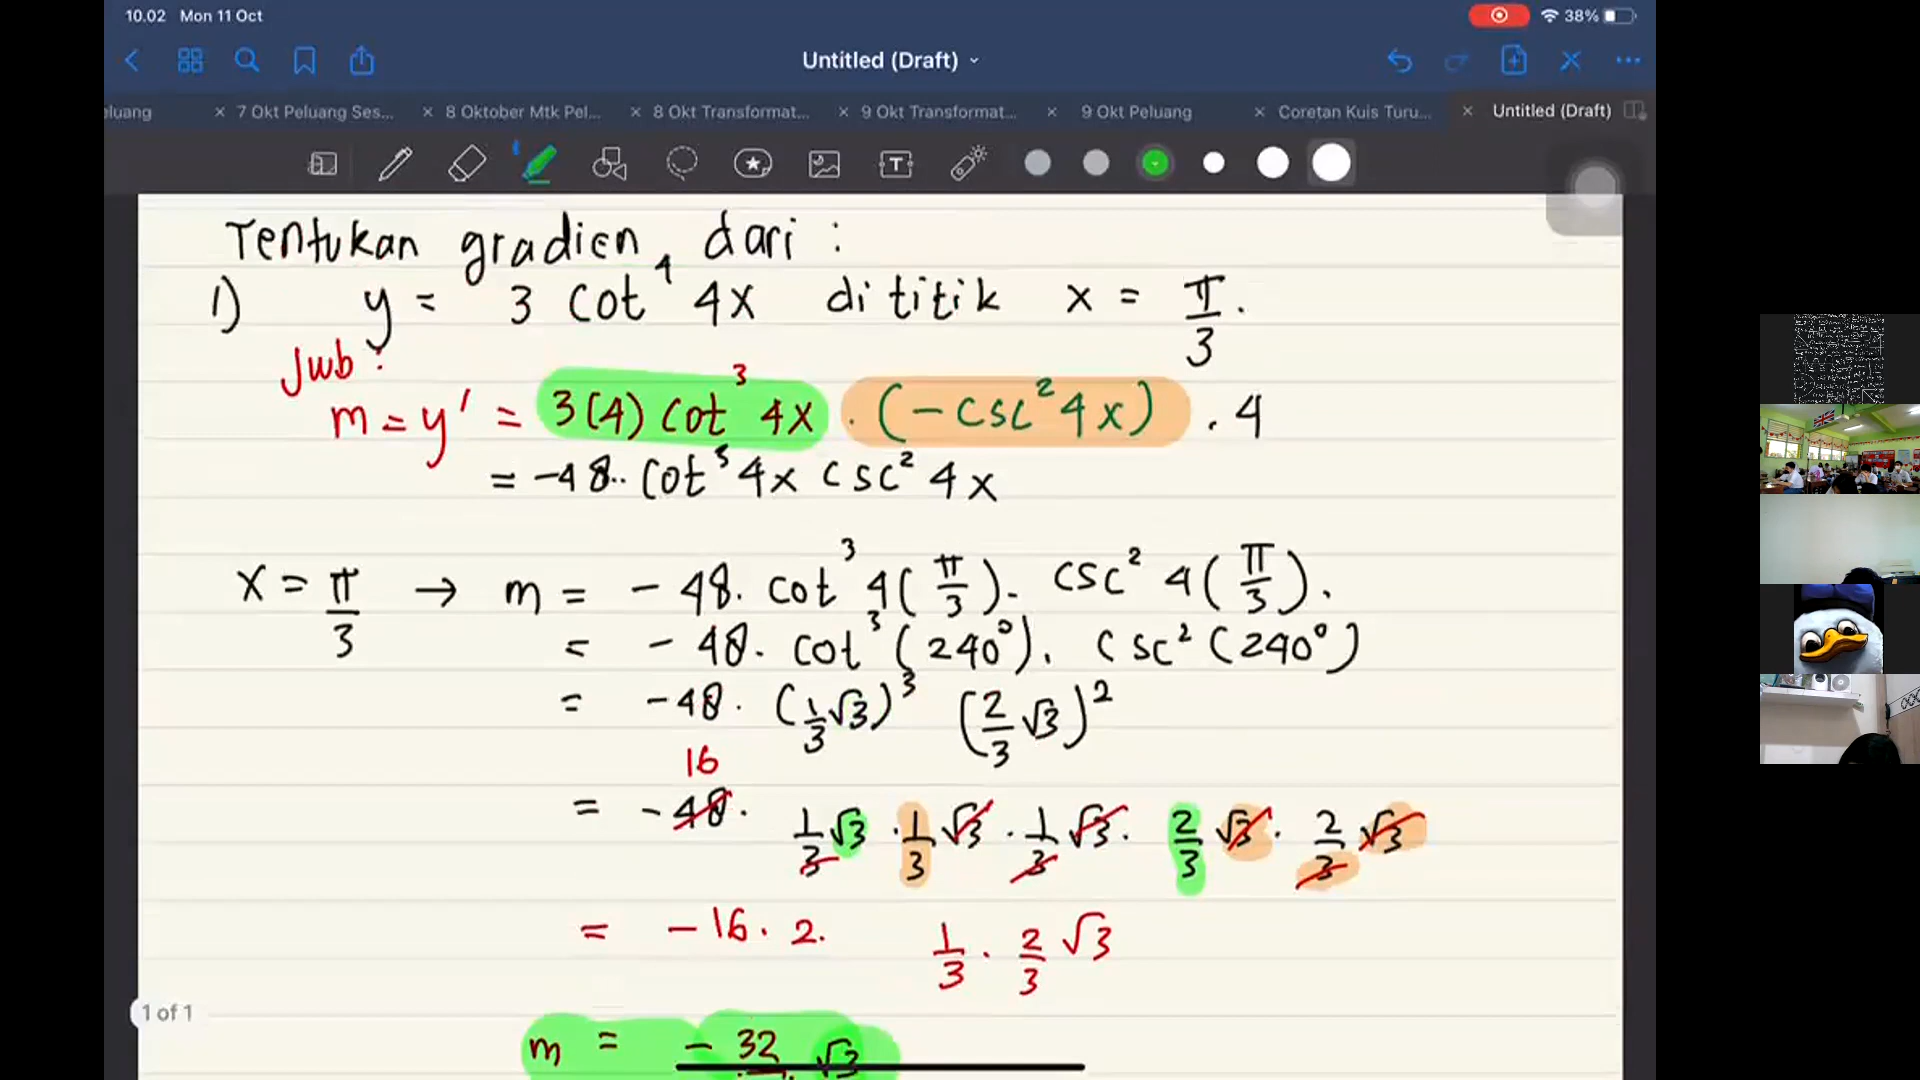 10.02 Mon 11 Oct
38%
Untitled (Draft)
eluang
7 Okt Peluang Ses...
8 Oktober Mtk Pel...
8 Okt Transformat...
9 Okt Transformat...
9 Okt Peluang
Coretan Kuis Turu...
Untitled (Draft)
Tentukan gradien dari :
1) y = 3 cot⁴ 4x di titik x = π/3.
Jwb :
m = y' = 3(4) cot³ 4x · (-csc² 4x) . 4
= -48.. cot³ 4x csc² 4x
x = π/3 → m = - 48. cot³ 4(π/3). csc² 4(π/3).
= - 48. cot³ (240°). csc² (240°)
= -48. (1/3 √3)³ (2/3 √3)²
16
= -48. 1/3 √3 · 1/3 √3 · 1/3 √3 · 2/3 √3 · 2/3 √3
= - 16. 2. 1/3 · 2/3 √3
1 of 1
m = - 32 √3